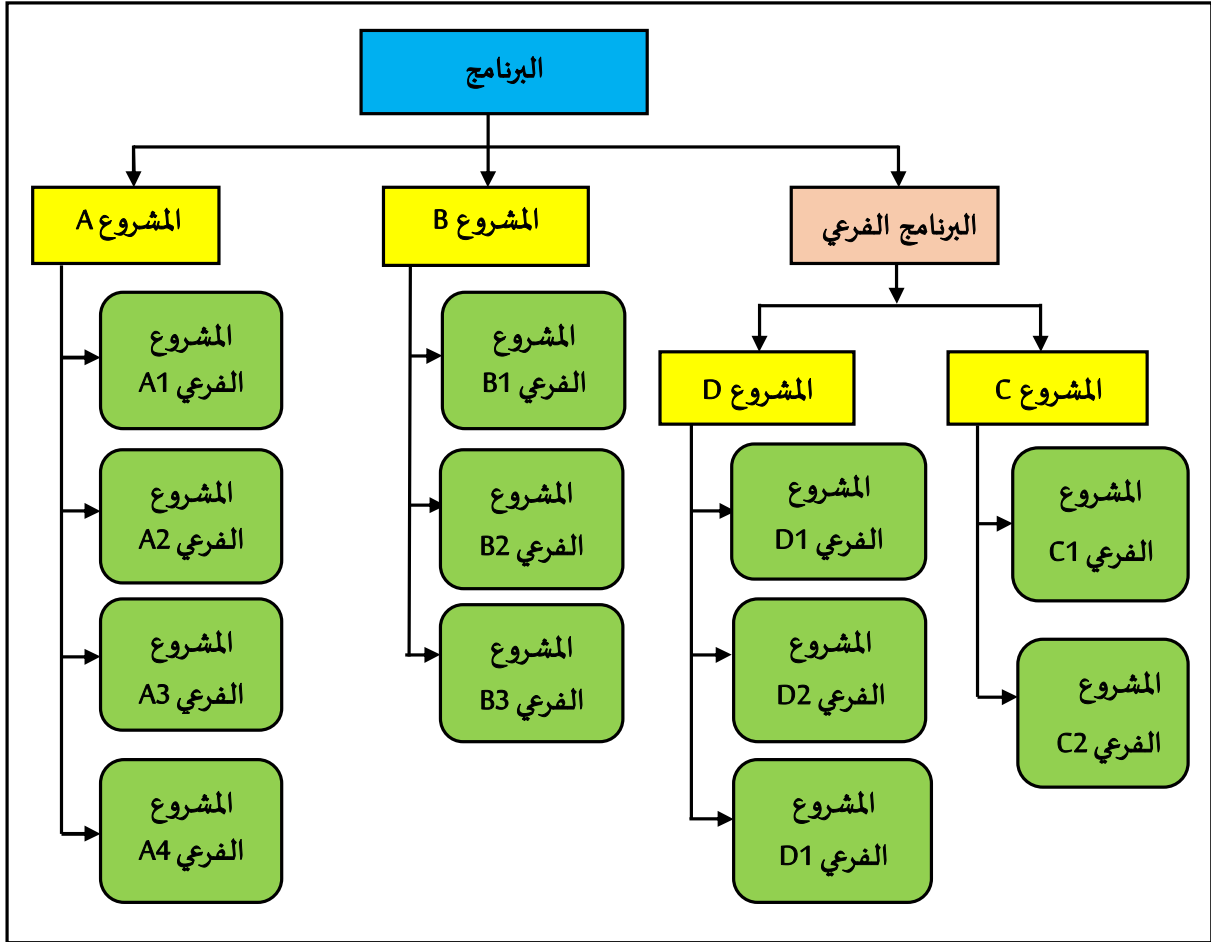 البرنامج
المشروع A
المشروع B
البرنامج الفرعي
المشروع
الفرعي A1
المشروع
الفرعي A2
المشروع
الفرعي A3
المشروع
الفرعي A4
المشروع
الفرعي B1
المشروع
الفرعي B2
المشروع
الفرعي B3
المشروع D
المشروع C
المشروع
الفرعي D1
المشروع
الفرعي D2
المشروع
الفرعي D1
المشروع
الفرعي C1
المشروع
الفرعي C2